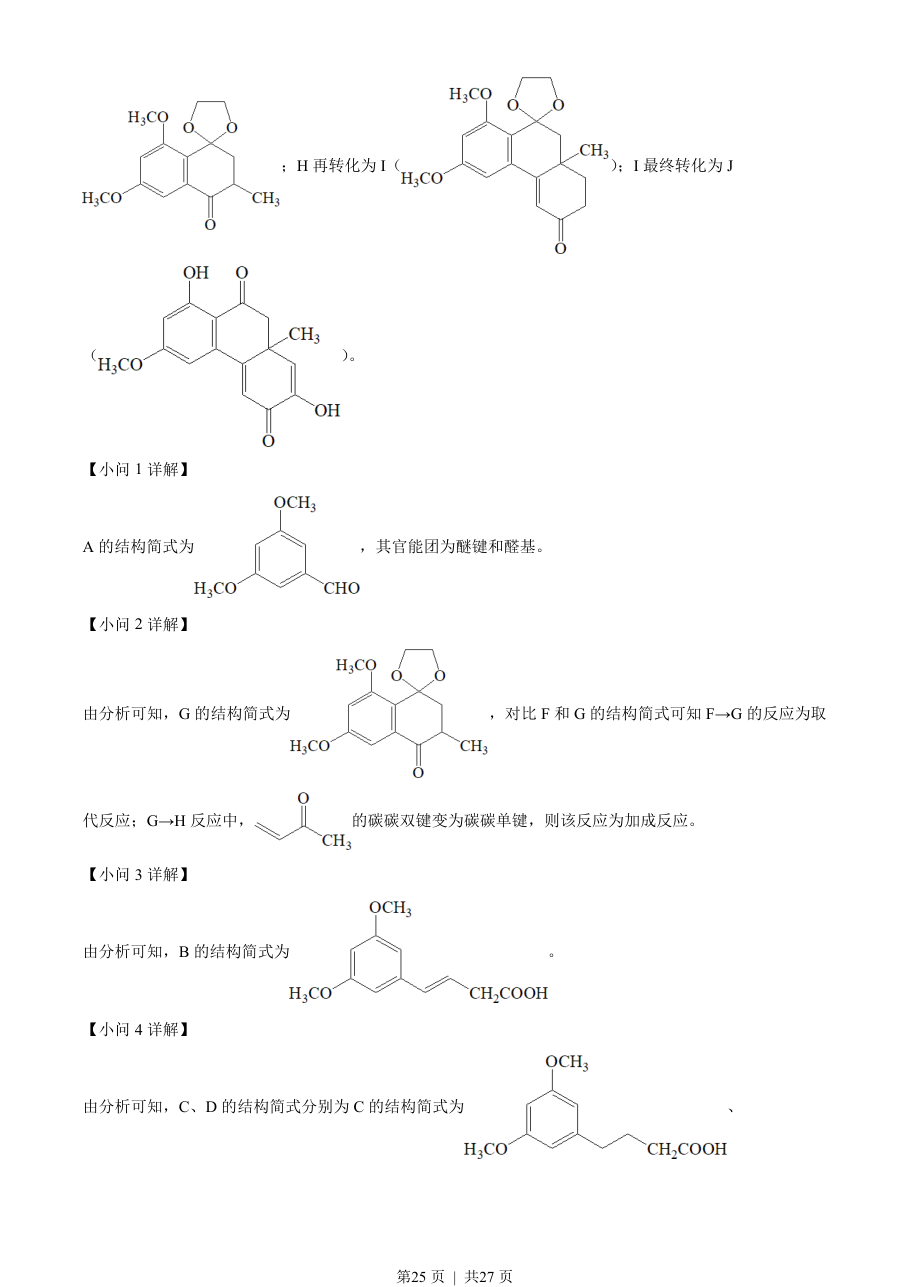 H3CO
O O
;H 再转化为 I(
H3CO
CH3
O
H3CO
O O
CH3
H3CO
O
);I 最终转化为 J
(
OH O
CH3
H3CO
OH
O
)。
【小问 1 详解】
A 的结构简式为
OCH3
H3CO CHO
,其官能团为醚键和醛基。
【小问 2 详解】
由分析可知,G 的结构简式为
H3CO
O O
H3CO CH3
O
,对比 F 和 G 的结构简式可知 F→G 的反应为取
代反应;G→H 反应中,
O
CH3
的碳碳双键变为碳碳单键,则该反应为加成反应。
【小问 3 详解】
由分析可知,B 的结构简式为
OCH3
H3CO CH2COOH
。
【小问 4 详解】
由分析可知,C、D 的结构简式分别为 C 的结构简式为
OCH3
H3CO CH2COOH
、
第25 页 | 共27 页